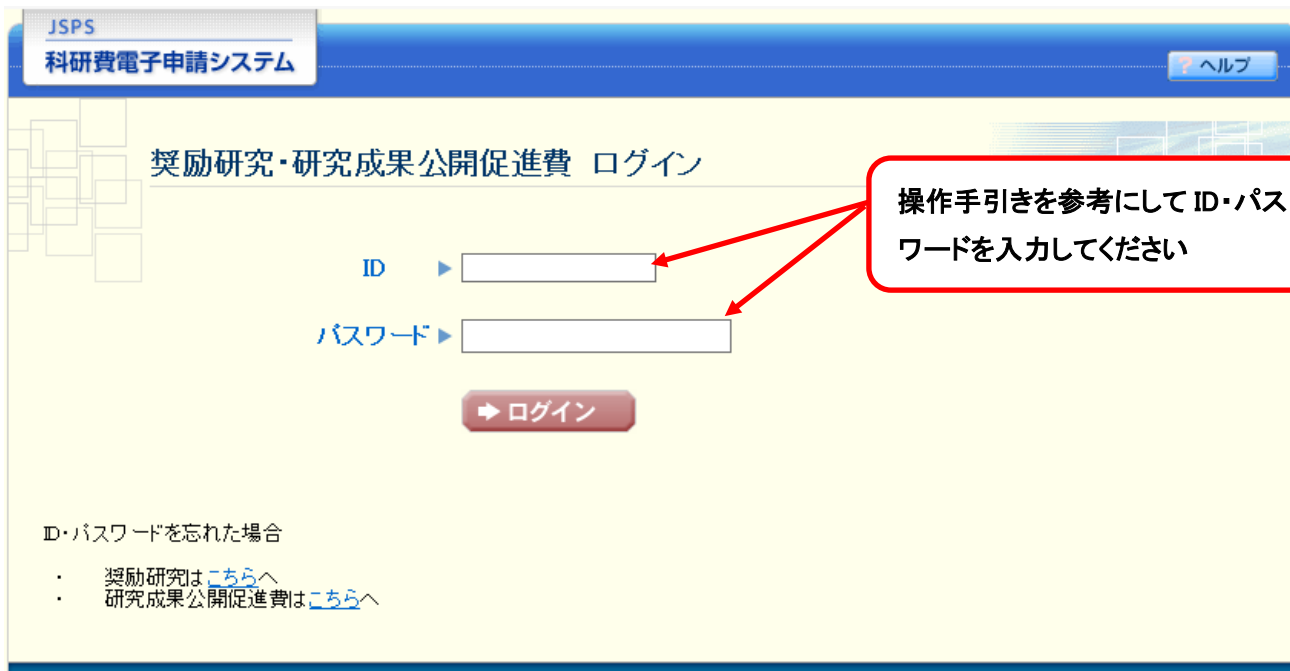 JSPS
科研費電子申請システム
? ヘルプ
奨励研究・研究成果公開促進費 ログイン
操作手引きを参考にして ID・パス
ワードを入力してください
ID
パスワード
ログイン
ID・パスワードを忘れた場合
・ 奨励研究はこちらへ
・ 研究成果公開促進費はこちらへ